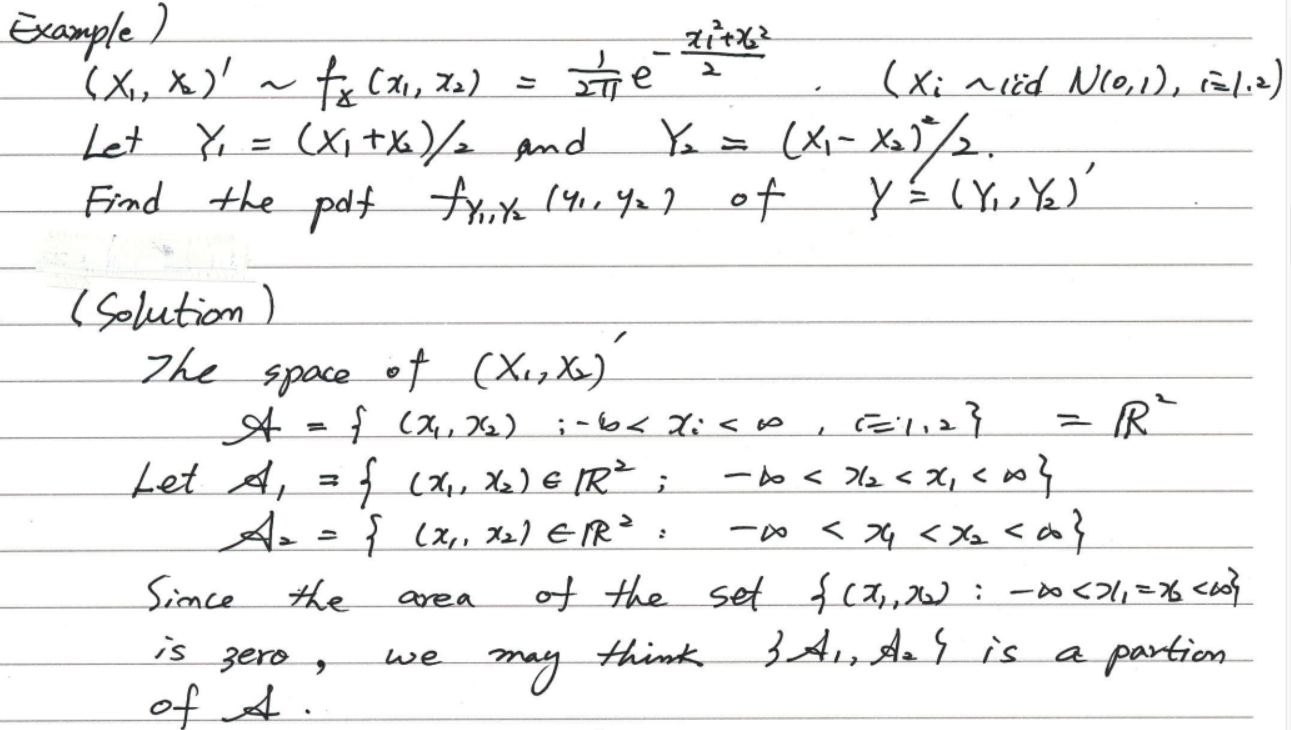 Example)
(X₁, X₂)' ~ f_X (x₁, x₂) = 1/2π e^{-(x₁²+x₂²)/2} . (Xi ~ iid N(0,1), i=1.2)
Let Y₁ = (X₁+X₂)/2 and Y₂ = (X₁-X₂)²/2.
Find the pdf f_{Y₁,Y₂} (y₁, y₂) of Y = (Y₁, Y₂)'
(Solution)
The space of (X₁, X₂)'
𝒜 = { (x₁, x₂) ; -∞ < xi < ∞ , i=1,2} = ℝ²
Let 𝒜₁ = { (x₁, x₂) ∈ ℝ² ; -∞ < x₂ < x₁ < ∞}
𝒜₂ = { (x₁, x₂) ∈ ℝ² : -∞ < x₁ < x₂ < ∞}
Since the area of the set {(x₁, x₂) : -∞ < x₁ = x₂ < ∞}
is zero, we may think {𝒜₁, 𝒜₂} is a partion
of 𝒜.